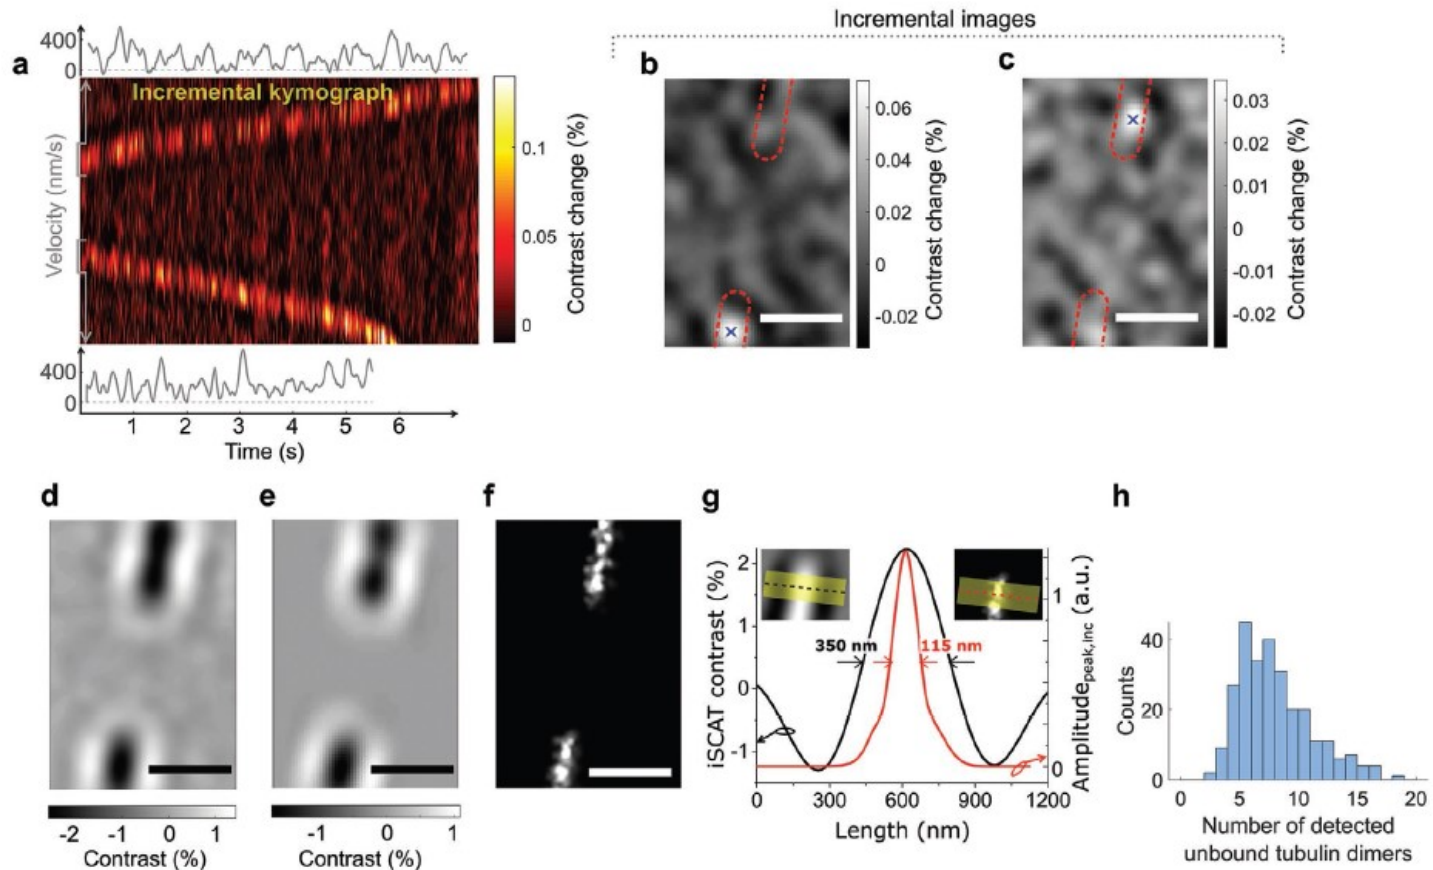 Incremental images
a
400
0
Incremental kymograph
Velocity (nm/s)
0.1
0.05
0
Contrast change (%)
400
0
1 2 3 4 5 6
Time (s)
b
0.06
0.04
0.02
0
-0.02
Contrast change (%)
c
0.03
0.02
0.01
0
-0.01
-0.02
Contrast change (%)
d
-2 -1 0 1
Contrast (%)
e
-1 0 1
Contrast (%)
f
g
iSCAT contrast (%)
2
1
0
-1
350 nm
115 nm
1
0
Amplitudepeak,inc (a.u.)
0 300 600 900 1200
Length (nm)
h
Counts
40
20
0
0 5 10 15 20
Number of detected
unbound tubulin dimers